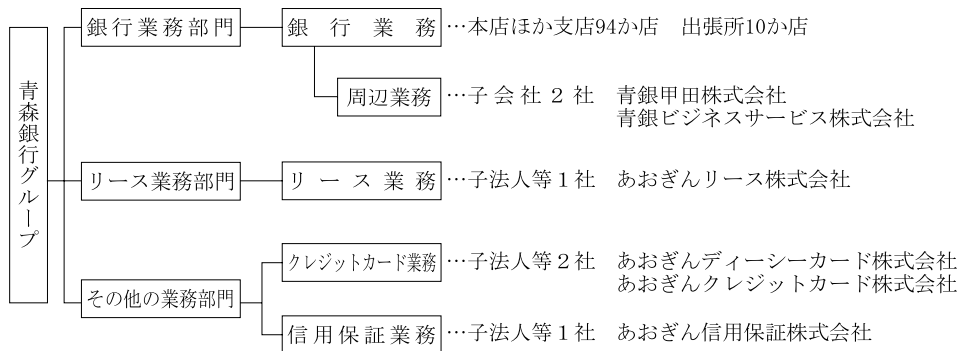 青森銀行グループ
銀行業務部門
銀行業務 …本店ほか支店94か店 出張所10か店
周辺業務 …子会社2社 青銀甲田株式会社
青銀ビジネスサービス株式会社
リース業務部門
リース業務 …子法人等1社 あおぎんリース株式会社
その他の業務部門
クレジットカード業務 …子法人等2社 あおぎんディーシーカード株式会社
あおぎんクレジットカード株式会社
信用保証業務 …子法人等1社 あおぎん信用保証株式会社